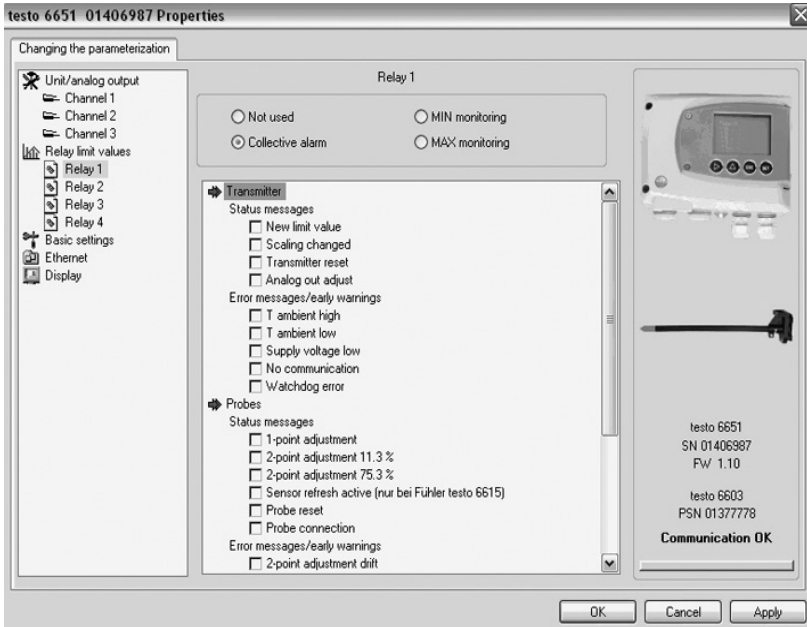 testo 6651 01406987 Properties
Changing the parameterization
Unit/analog output
Channel 1
Channel 2
Channel 3
Relay limit values
Relay 1
Relay 2
Relay 3
Relay 4
Basic settings
Ethernet
Display
Relay 1
Not used
MIN monitoring
Collective alarm
MAX monitoring
Transmitter
Status messages
New limit value
Scaling changed
Transmitter reset
Analog out adjust
Error messages/early warnings
T ambient high
T ambient low
Supply voltage low
No communication
Watchdog error
Probes
Status messages
1-point adjustment
2-point adjustment 11.3 %
2-point adjustment 75.3 %
Sensor refresh active (nur bei Fühler testo 6615)
Probe reset
Probe connection
Error messages/early warnings
2-point adjustment drift
testo 6651
SN 01406987
FW 1.10
testo 6603
PSN 01377778
Communication OK
OK
Cancel
Apply